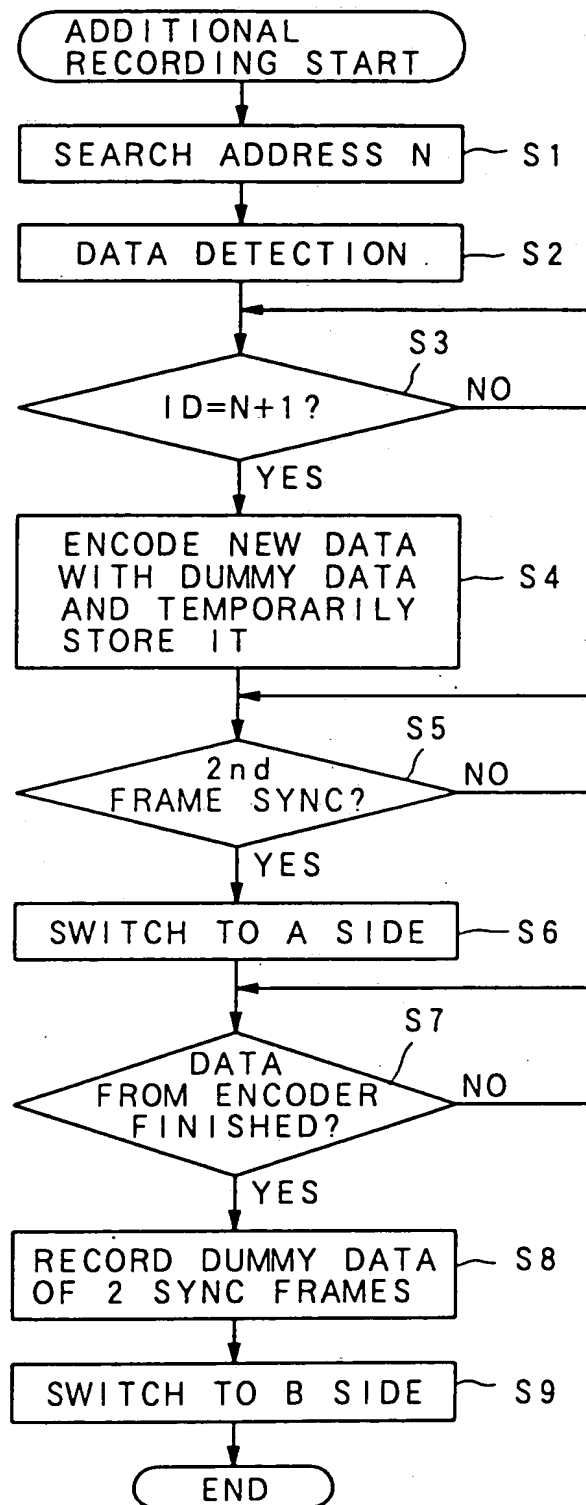 ADDITIONAL
RECORDING START
SEARCH ADDRESS N
S1
DATA DETECTION
S2
S3
ID=N+1?
NO
YES
ENCODE NEW DATA
WITH DUMMY DATA
AND TEMPORARILY
STORE IT
S4
S5
2nd
FRAME SYNC?
NO
YES
SWITCH TO A SIDE
S6
S7
DATA
FROM ENCODER
FINISHED?
NO
YES
RECORD DUMMY DATA
OF 2 SYNC FRAMES
S8
SWITCH TO B SIDE
S9
END